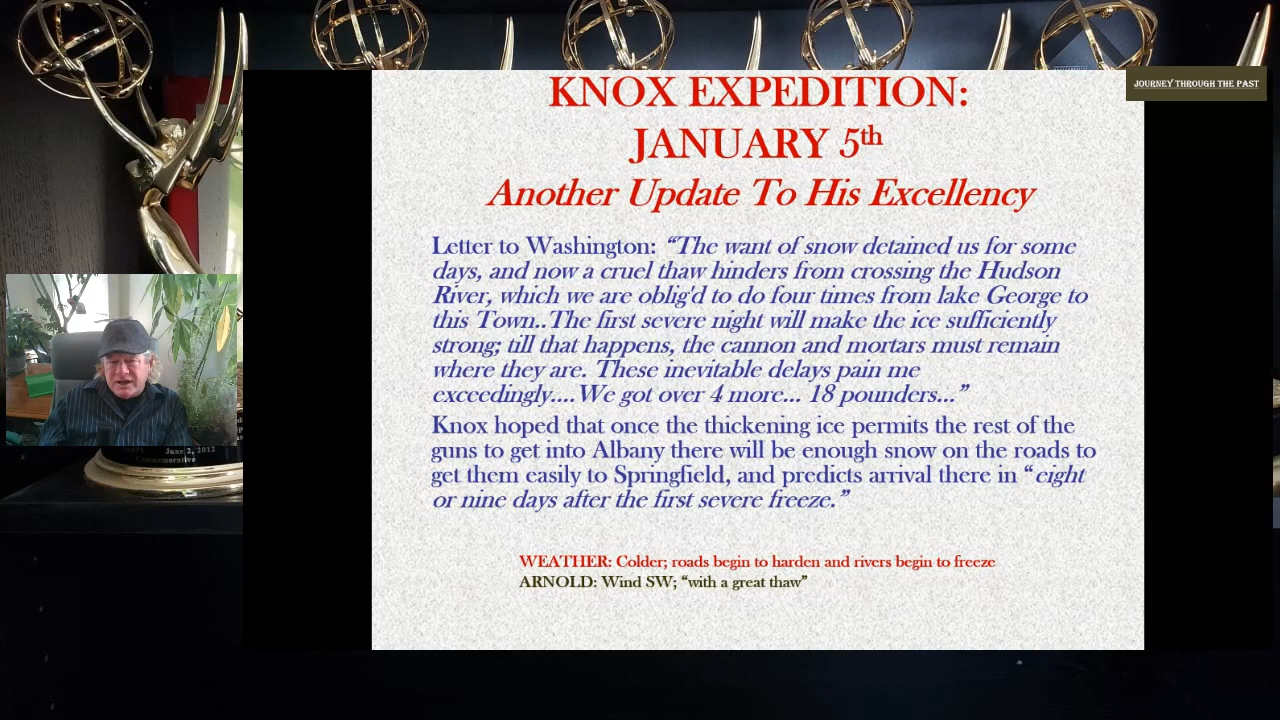 JOURNEY THROUGH THE PAST
KNOX EXPEDITION:
JANUARY 5th
Another Update To His Excellency
Letter to Washington: “The want of snow detained us for some
days, and now a cruel thaw hinders from crossing the Hudson
River, which we are oblig'd to do four times from lake George to
this Town..The first severe night will make the ice sufficiently
strong; till that happens, the cannon and mortars must remain
where they are. These inevitable delays pain me
exceedingly....We got over 4 more... 18 pounders...”
Knox hoped that once the thickening ice permits the rest of the
guns to get into Albany there will be enough snow on the roads to
get them easily to Springfield, and predicts arrival there in “eight
or nine days after the first severe freeze.”
WEATHER: Colder; roads begin to harden and rivers begin to freeze
ARNOLD: Wind SW; “with a great thaw”
June 2, 2012
Commemorative